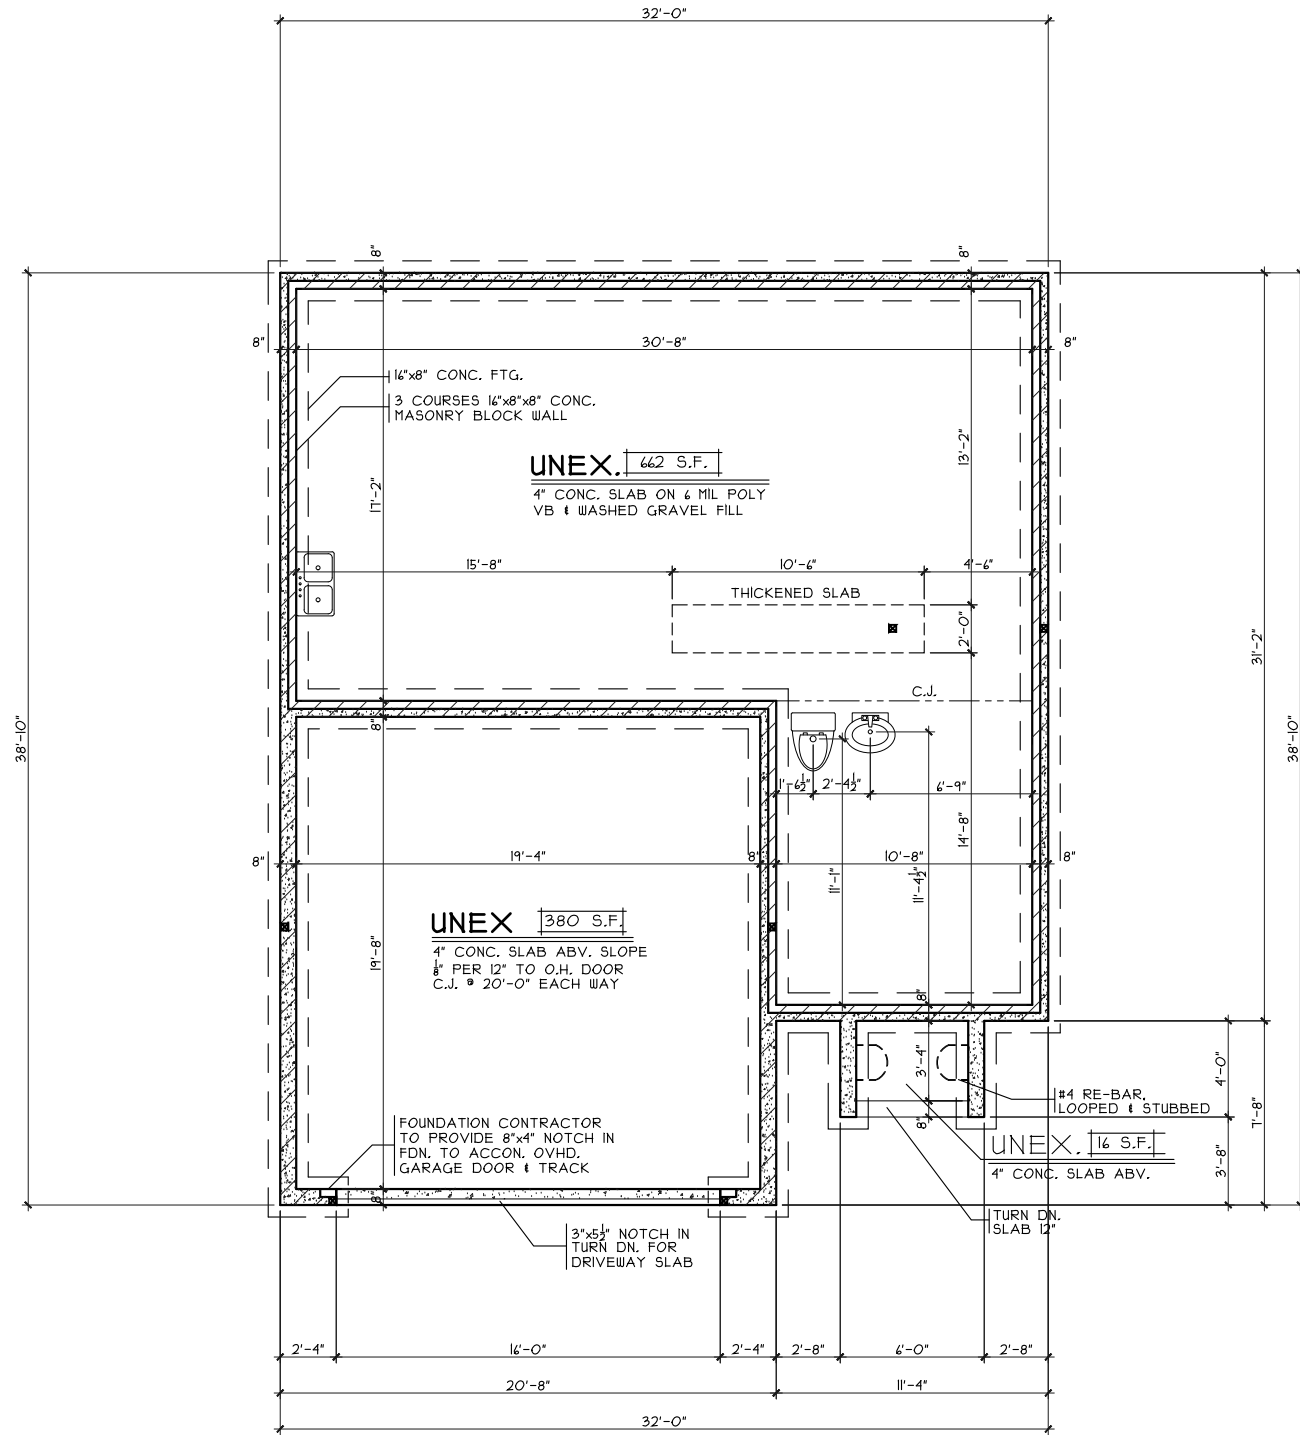 32'-0"
8"
8"
8"
30'-8"
8"
16"x8" CONC. FTG.
3 COURSES 16"x8"x8" CONC.
MASONRY BLOCK WALL
13'-2"
UNEX. 662 S.F.
4" CONC. SLAB ON 6 MIL POLY
VB & WASHED GRAVEL FILL
17'-2"
15'-8"
10'-6"
4'-6"
THICKENED SLAB
2'-0"
31'-2"
C.J.
8"
38'-10"
38'-10"
1'-6½"
2'-4½"
6'-9"
14'-8"
8"
19'-4"
8"
10'-8"
8"
11'-1"
11'-4½"
UNEX 380 S.F.
4" CONC. SLAB ABV. SLOPE
⅛" PER 12" TO O.H. DOOR
C.J. @ 20'-0" EACH WAY
19'-8"
8"
3'-4"
4'-0"
#4 RE-BAR.
LOOPED & STUBBED
7'-8"
8"
FOUNDATION CONTRACTOR
TO PROVIDE 8"x4" NOTCH IN
FDN. TO ACCON. OVHD.
GARAGE DOOR & TRACK
UNEX. 16 S.F.
4" CONC. SLAB ABV.
3'-8"
8"
TURN DN.
SLAB 12"
3"x5½" NOTCH IN
TURN DN. FOR
DRIVEWAY SLAB
2'-4"
16'-0"
2'-4"
2'-8"
6'-0"
2'-8"
20'-8"
11'-4"
32'-0"